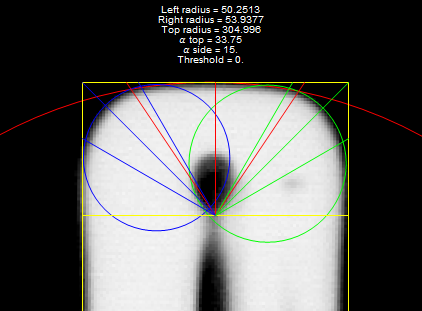 Left radius = 50.2513
Right radius = 53.9377
Top radius = 304.996
α top = 33.75
α side = 15.
Threshold = 0.